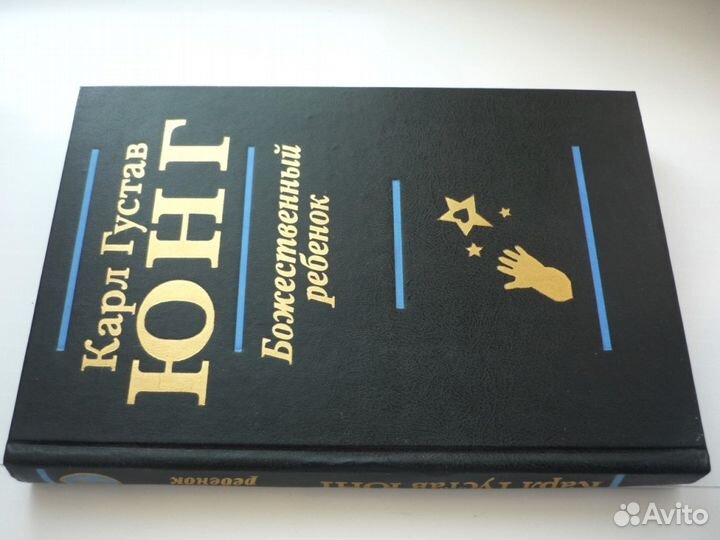 Карл Густав
ЮНГ
Божественный
ребенок
Карл Густав Юнг
ребенок
Avito